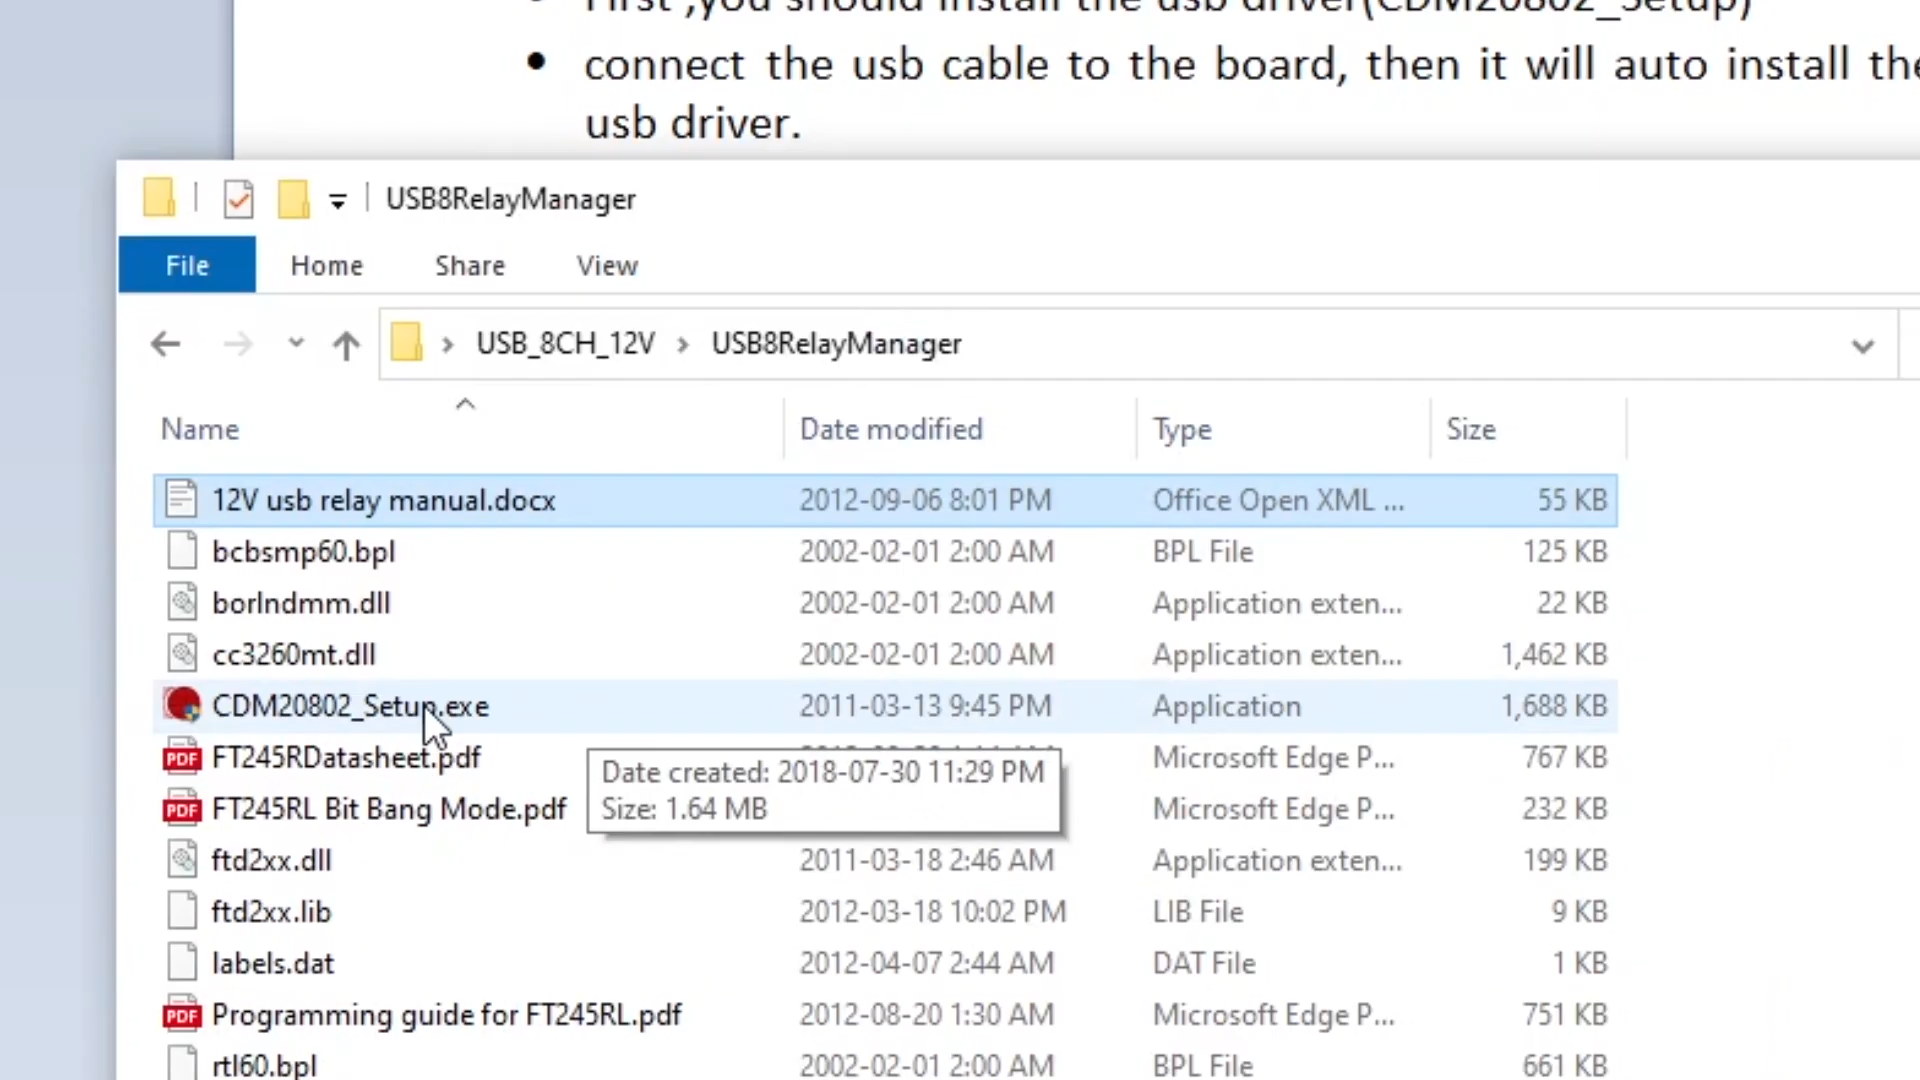 First ,you should install the usb driver(CDM20802_Setup)
connect the usb cable to the board, then it will auto install the
usb driver.
USB8RelayManager
File Home Share View
USB_8CH_12V > USB8RelayManager
Name Date modified Type Size
12V usb relay manual.docx 2012-09-06 8:01 PM Office Open XML ... 55 KB
bcbsmp60.bpl 2002-02-01 2:00 AM BPL File 125 KB
borlndmm.dll 2002-02-01 2:00 AM Application exten... 22 KB
cc3260mt.dll 2002-02-01 2:00 AM Application exten... 1,462 KB
CDM20802_Setup.exe 2011-03-13 9:45 PM Application 1,688 KB
FT245RDatasheet.pdf Microsoft Edge P... 767 KB
Date created: 2018-07-30 11:29 PM
Size: 1.64 MB
FT245RL Bit Bang Mode.pdf Microsoft Edge P... 232 KB
ftd2xx.dll 2011-03-18 2:46 AM Application exten... 199 KB
ftd2xx.lib 2012-03-18 10:02 PM LIB File 9 KB
labels.dat 2012-04-07 2:44 AM DAT File 1 KB
Programming guide for FT245RL.pdf 2012-08-20 1:30 AM Microsoft Edge P... 751 KB
rtl60.bpl 2002-02-01 2:00 AM BPL File 661 KB